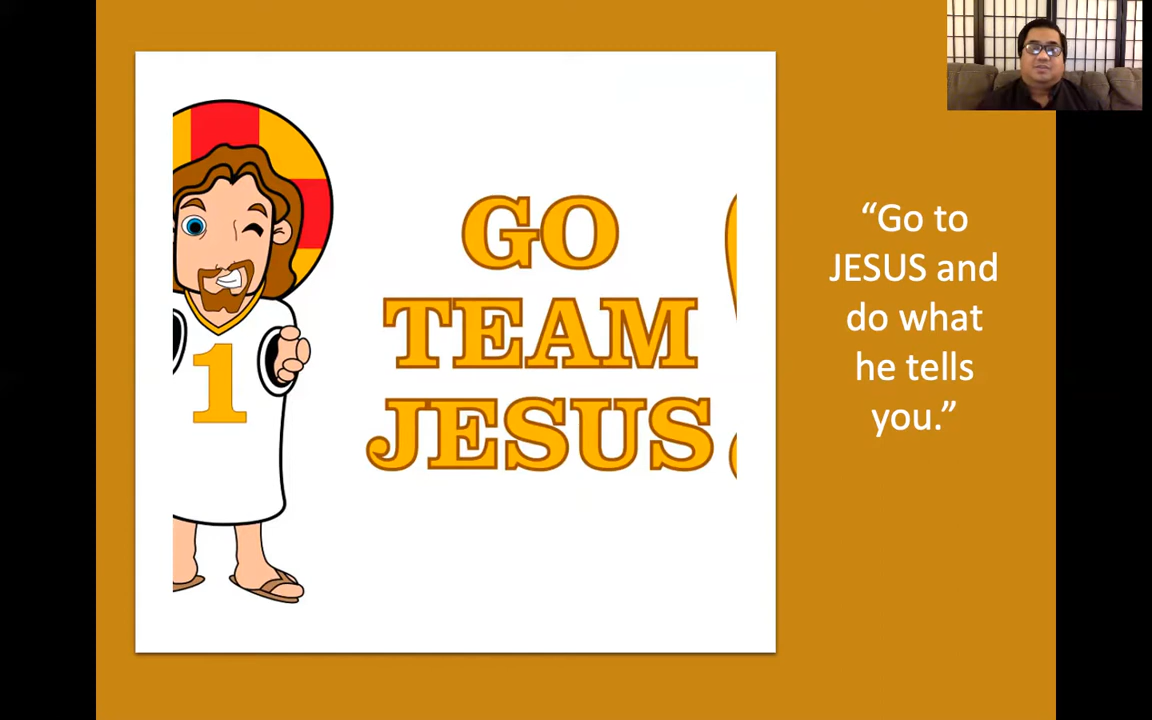 1
GO
TEAM
JESUS
“Go to
JESUS and
do what
he tells
you.”